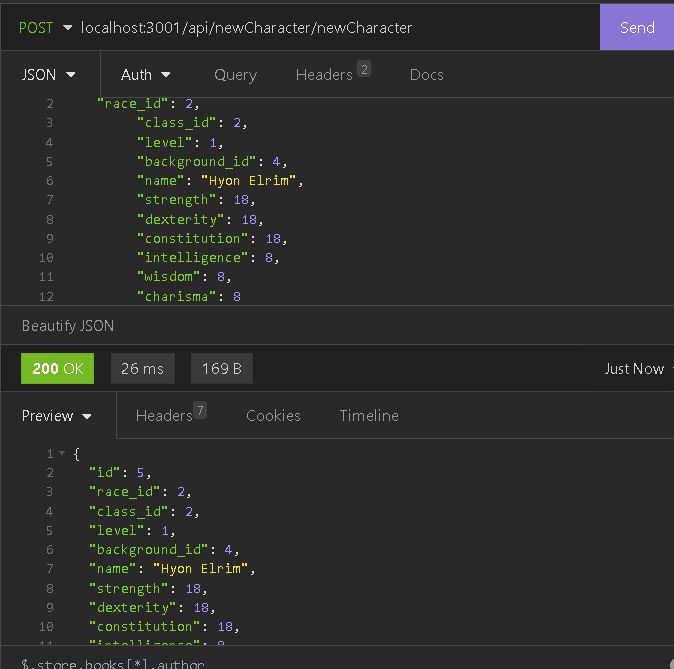 POST localhost:3001/api/newCharacter/newCharacter Send
JSON Auth Query Headers 2 Docs
2 "race_id": 2,
3 "class_id": 2,
4 "level": 1,
5 "background_id": 4,
6 "name": "Hyon Elrim",
7 "strength": 18,
8 "dexterity": 18,
9 "constitution": 18,
10 "intelligence": 8,
11 "wisdom": 8,
12 "charisma": 8
Beautify JSON
200 OK 26 ms 169 B Just Now
Preview Headers 7 Cookies Timeline
1 {
2 "id": 5,
3 "race_id": 2,
4 "class_id": 2,
5 "level": 1,
6 "background_id": 4,
7 "name": "Hyon Elrim",
8 "strength": 18,
9 "dexterity": 18,
10 "constitution": 18,
11 "intelligence": 8
$.store.books[*].author